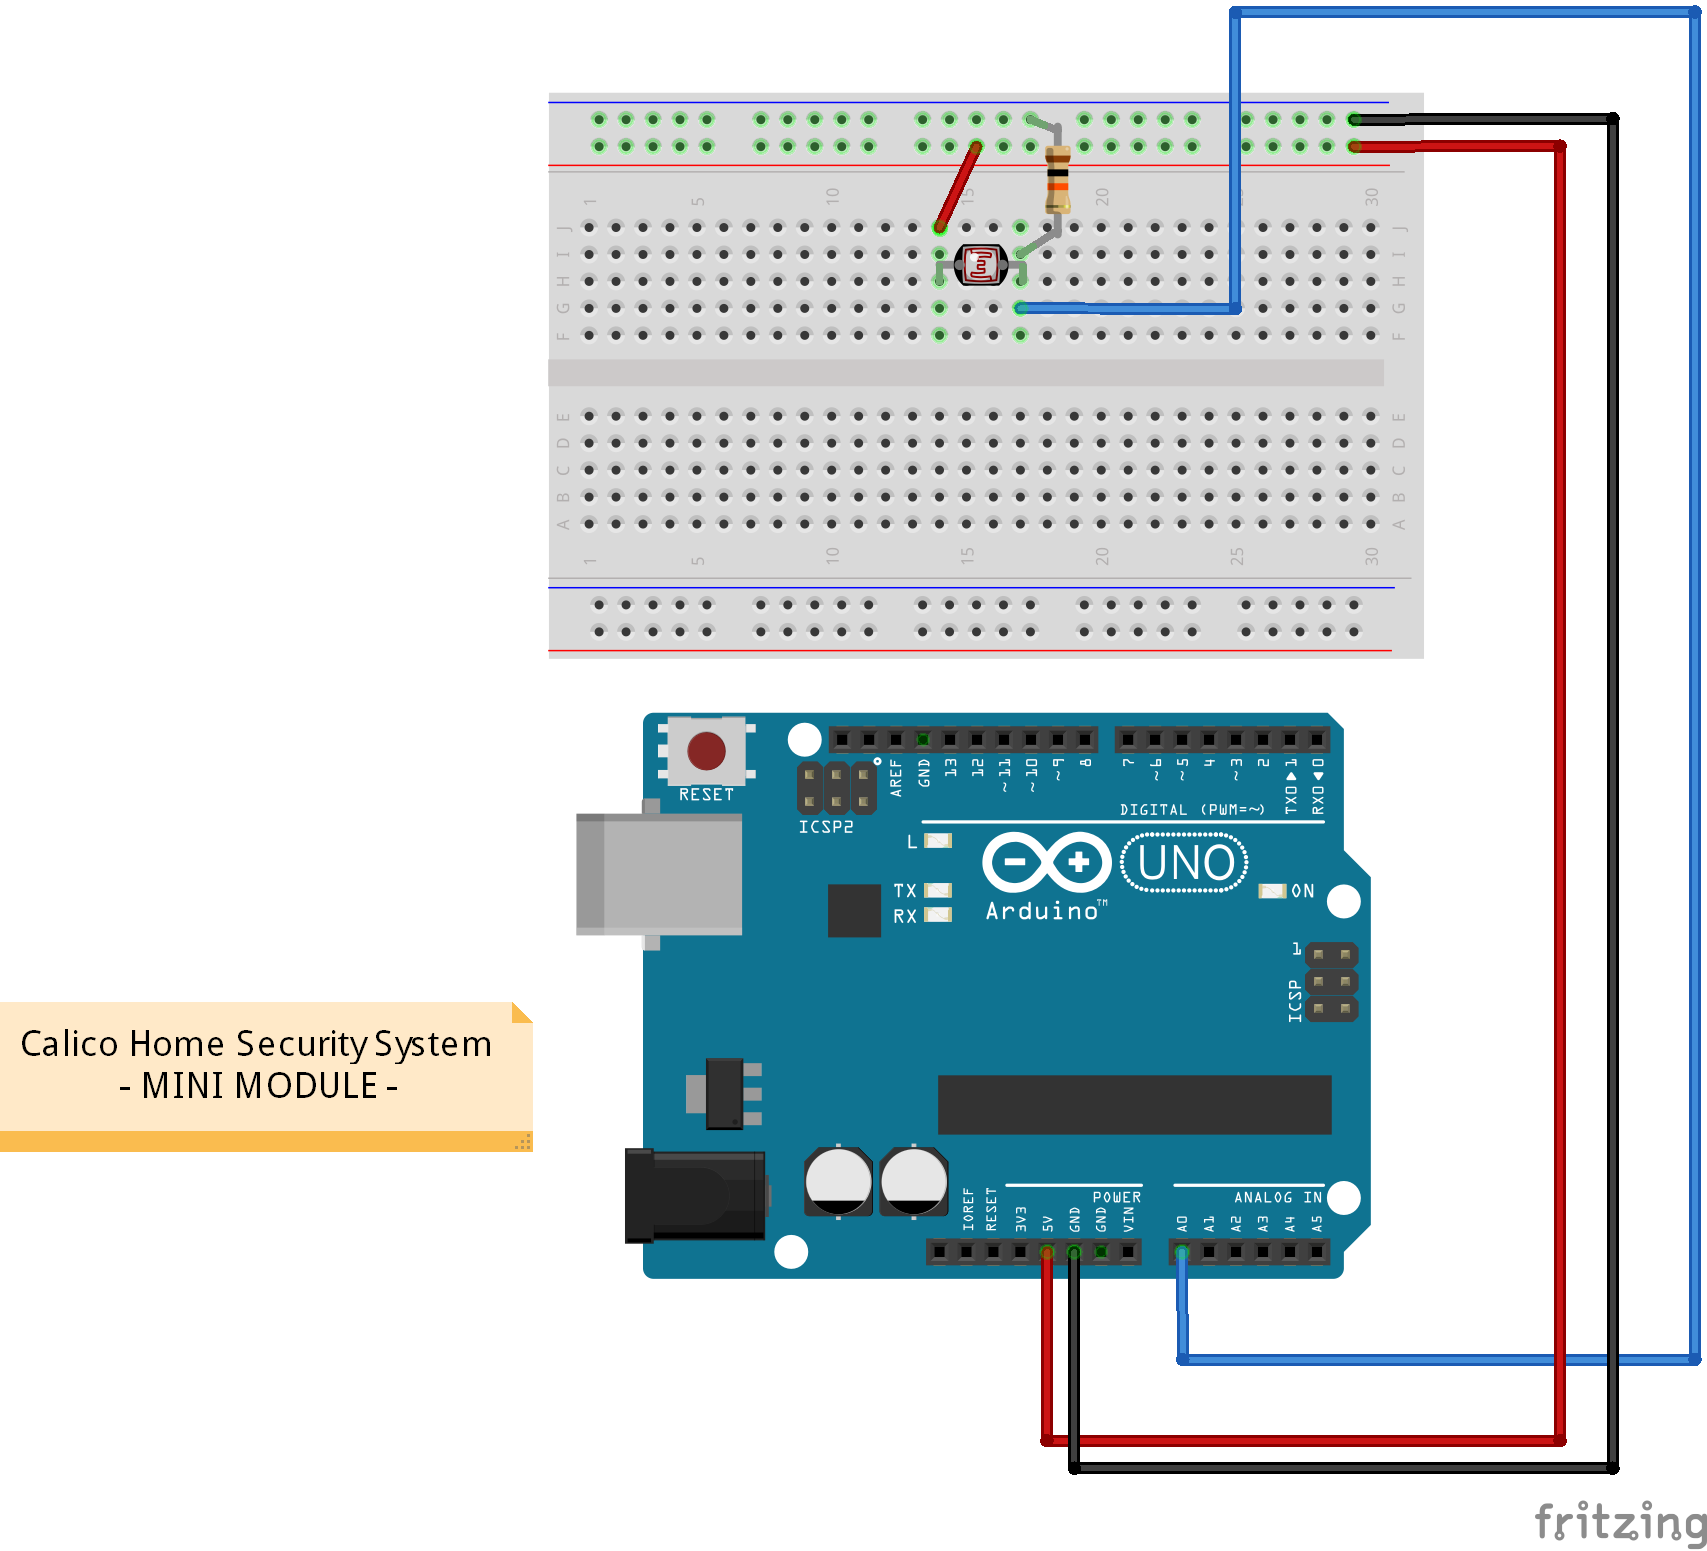 1 5 10 15 20 25 30
J J
I I
H H
G G
F F
E E
D D
C C
B B
A A
1 5 10 15 20 25 30
RESET
ICSP2
AREF GND 13 12 ~11 ~10 ~9 8 7 ~6 ~5 4 ~3 2 TX0▶1 RX0◀0
DIGITAL (PWM=~)
L
TX
RX
UNO
Arduino™
ON
1
ICSP
Calico Home Security System
- MINI MODULE -
POWER
ANALOG IN
IOREF RESET 3V3 5V GND GND VIN A0 A1 A2 A3 A4 A5
fritzing